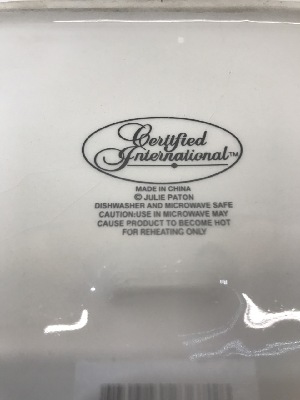 Certified
International™
MADE IN CHINA
© JULIE PATON
DISHWASHER AND MICROWAVE SAFE
CAUTION:USE IN MICROWAVE MAY
CAUSE PRODUCT TO BECOME HOT
FOR REHEATING ONLY